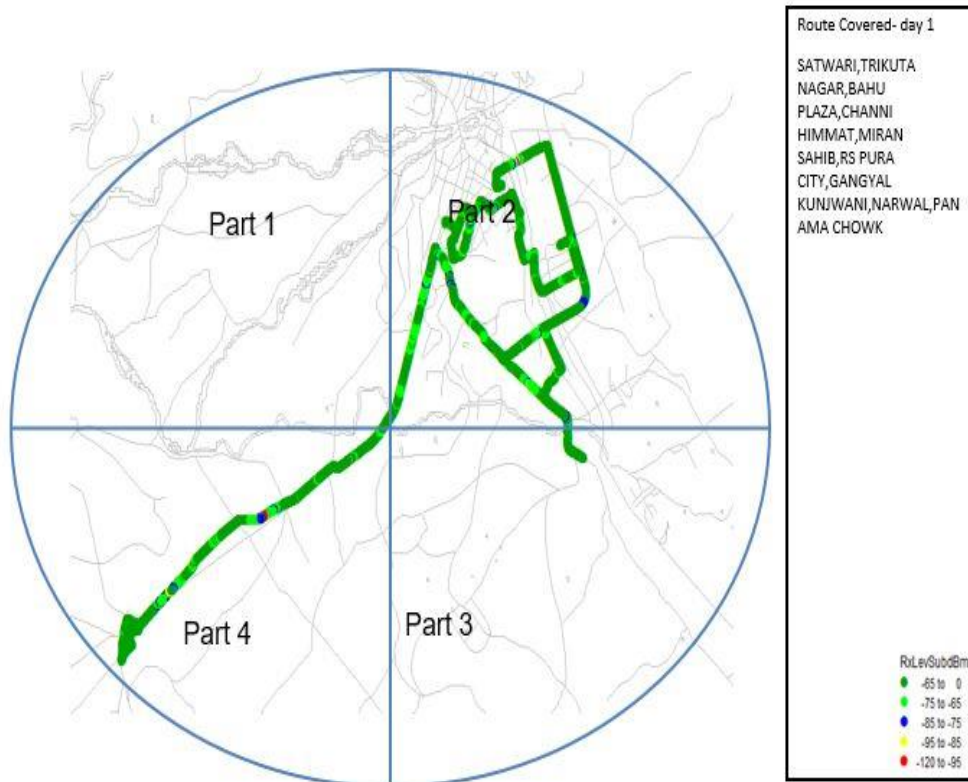 Route Covered- day 1
SATWARI,TRIKUTA
NAGAR,BAHU
PLAZA,CHANNI
HIMMAT,MIRAN
SAHIB,RS PURA
CITY,GANGYAL
KUNJWANI,NARWAL,PAN
AMA CHOWK
Part 1
Part 2
Part 4
Part 3
RxLevSubdBm
-65 to 0
-75 to -65
-85 to -75
-95 to -85
-120 to -95